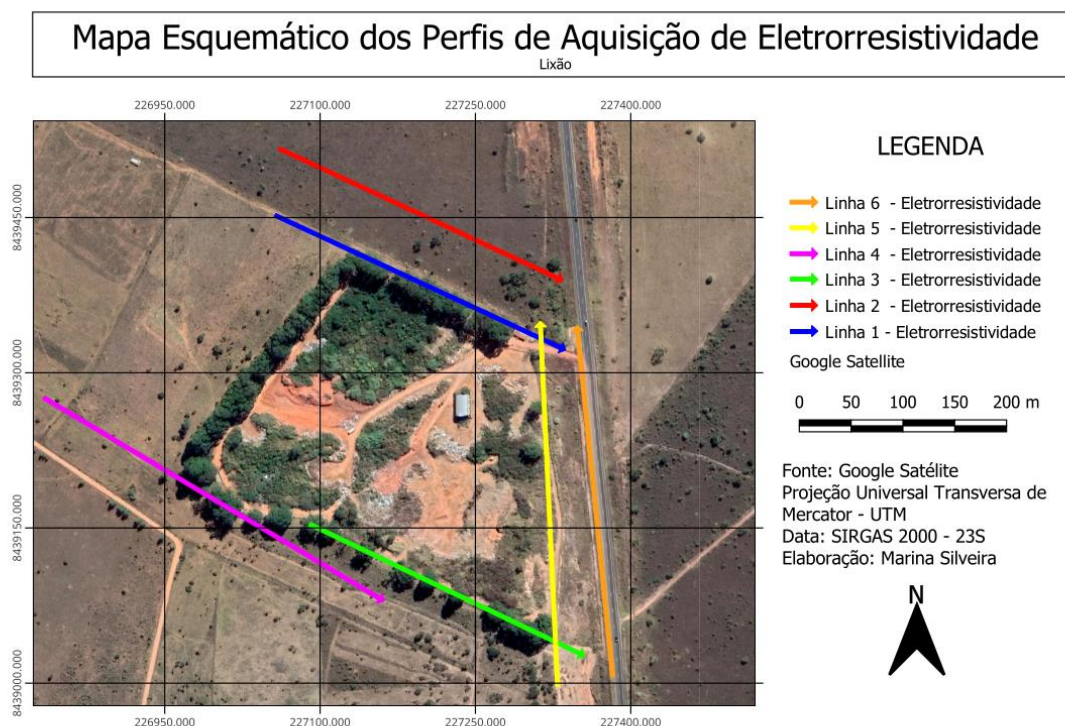 Mapa Esquemático dos Perfis de Aquisição de Eletrorresistividade
Lixão
226950.000 227100.000 227250.000 227400.000
8439450.000
8439300.000
8439150.000
8439000.000
226950.000 227100.000 227250.000 227400.000
LEGENDA
Linha 6 - Eletrorresistividade
Linha 5 - Eletrorresistividade
Linha 4 - Eletrorresistividade
Linha 3 - Eletrorresistividade
Linha 2 - Eletrorresistividade
Linha 1 - Eletrorresistividade
Google Satellite
0 50 100 150 200 m
Fonte: Google Satélite
Projeção Universal Transversa de
Mercator - UTM
Data: SIRGAS 2000 - 23S
Elaboração: Marina Silveira
N